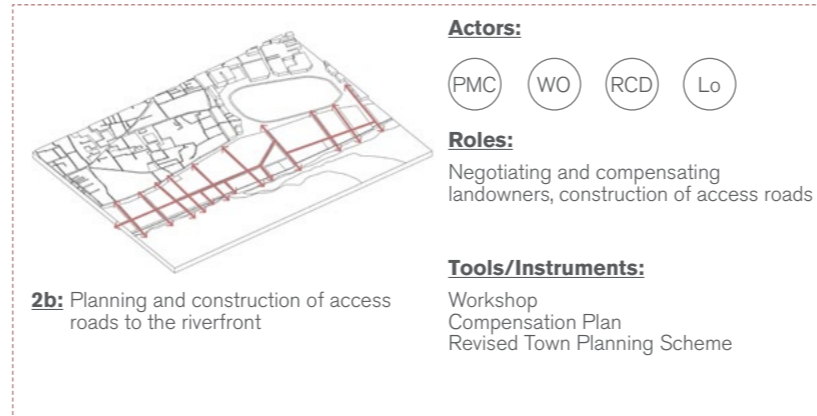 2b: Planning and construction of access
roads to the riverfront
Actors:
PMC WO RCD Lo
Roles:
Negotiating and compensating
landowners, construction of access roads
Tools/Instruments:
Workshop
Compensation Plan
Revised Town Planning Scheme